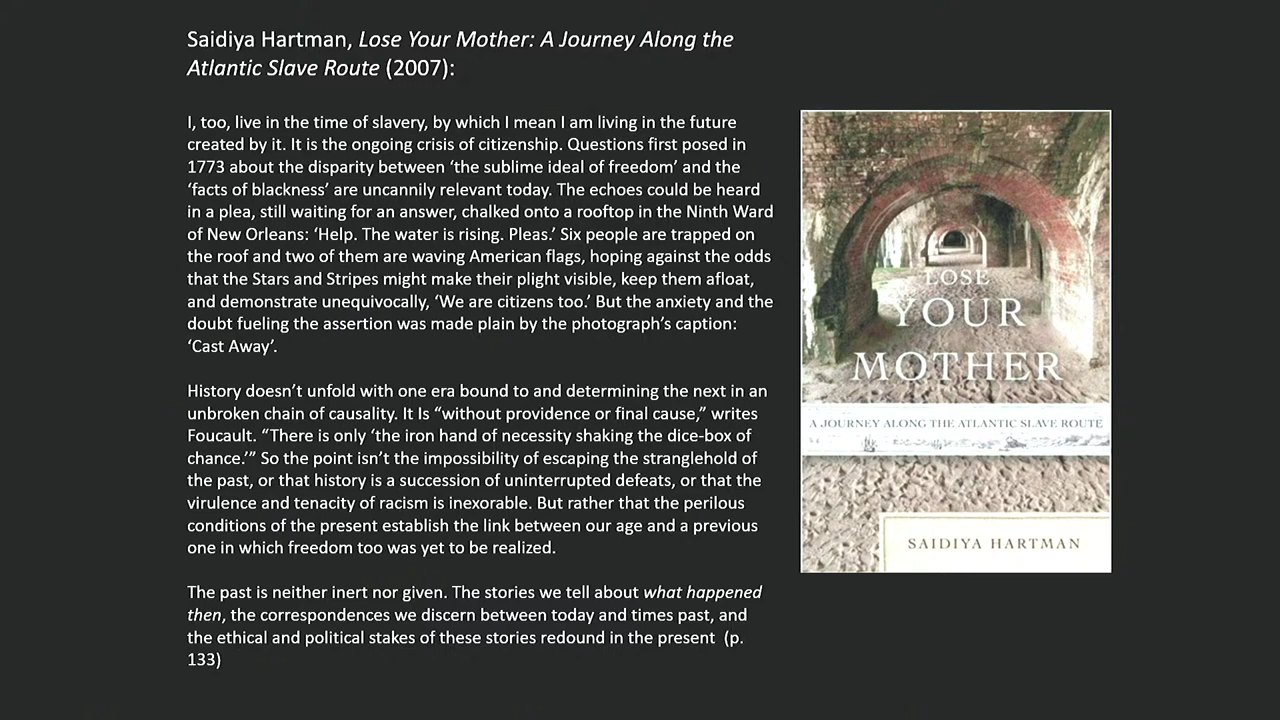 Saidiya Hartman, Lose Your Mother: A Journey Along the
Atlantic Slave Route (2007):
I, too, live in the time of slavery, by which I mean I am living in the future
created by it. It is the ongoing crisis of citizenship. Questions first posed in
1773 about the disparity between ‘the sublime ideal of freedom’ and the
‘facts of blackness’ are uncannily relevant today. The echoes could be heard
in a plea, still waiting for an answer, chalked onto a rooftop in the Ninth Ward
of New Orleans: ‘Help. The water is rising. Pleas.’ Six people are trapped on
the roof and two of them are waving American flags, hoping against the odds
that the Stars and Stripes might make their plight visible, keep them afloat,
and demonstrate unequivocally, ‘We are citizens too.’ But the anxiety and the
doubt fueling the assertion was made plain by the photograph’s caption:
‘Cast Away’.
History doesn’t unfold with one era bound to and determining the next in an
unbroken chain of causality. It Is “without providence or final cause,” writes
Foucault. “There is only ‘the iron hand of necessity shaking the dice-box of
chance.’” So the point isn’t the impossibility of escaping the stranglehold of
the past, or that history is a succession of uninterrupted defeats, or that the
virulence and tenacity of racism is inexorable. But rather that the perilous
conditions of the present establish the link between our age and a previous
one in which freedom too was yet to be realized.
The past is neither inert nor given. The stories we tell about what happened
then, the correspondences we discern between today and times past, and
the ethical and political stakes of these stories redound in the present (p.
133)
LOSE
YOUR
MOTHER
A JOURNEY ALONG THE ATLANTIC SLAVE ROUTE
SAIDIYA HARTMAN